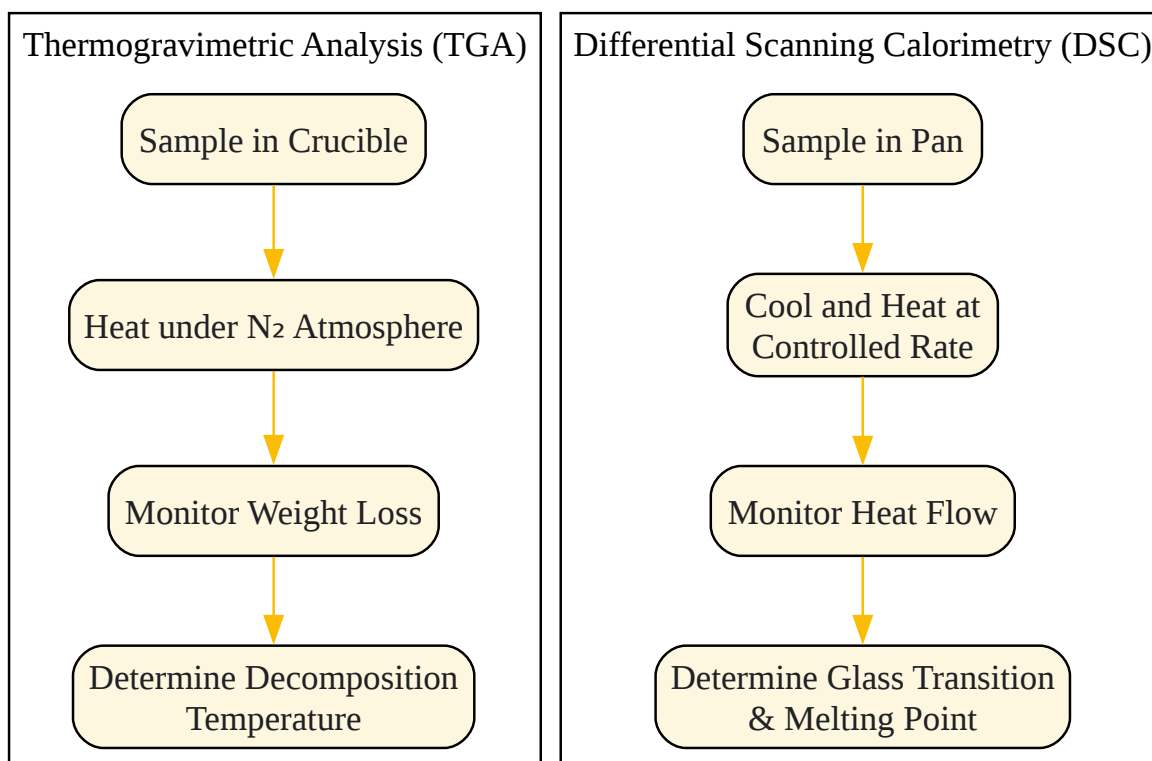 Thermogravimetric Analysis (TGA)
Sample in Crucible
Heat under N₂ Atmosphere
Monitor Weight Loss
Determine Decomposition
Temperature
Differential Scanning Calorimetry (DSC)
Sample in Pan
Cool and Heat at
Controlled Rate
Monitor Heat Flow
Determine Glass Transition
& Melting Point